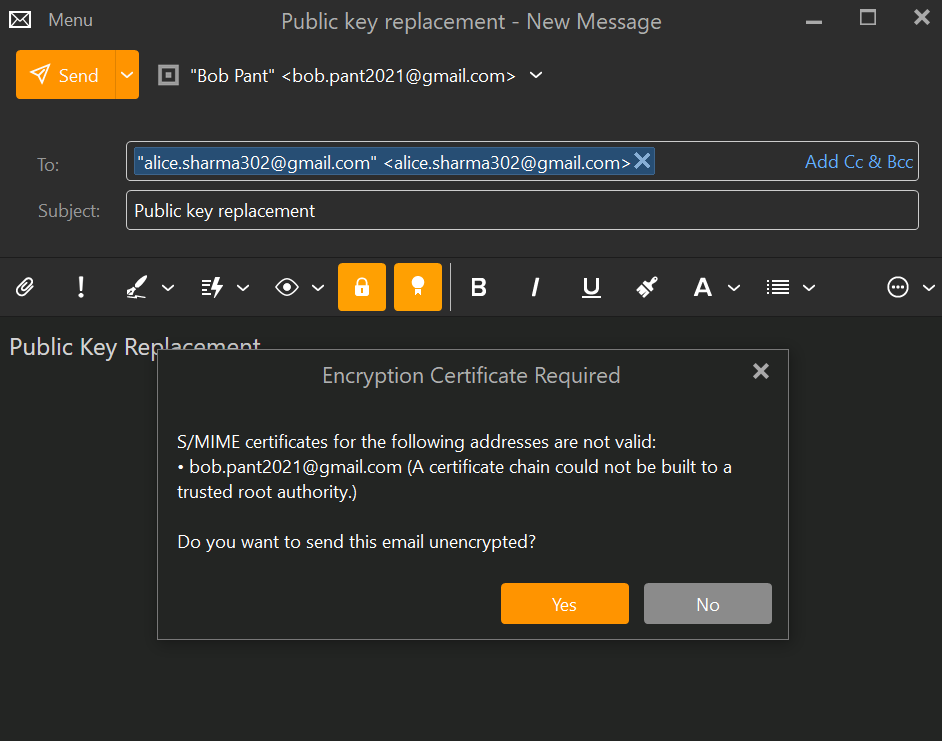 Menu
Public key replacement - New Message
Send
"Bob Pant" <bob.pant2021@gmail.com>
To:
"alice.sharma302@gmail.com" <alice.sharma302@gmail.com>
Add Cc & Bcc
Subject:
Public key replacement
B I U A
Public Key Replacement
Encryption Certificate Required
S/MIME certificates for the following addresses are not valid:
• bob.pant2021@gmail.com (A certificate chain could not be built to a
trusted root authority.)
Do you want to send this email unencrypted?
Yes
No